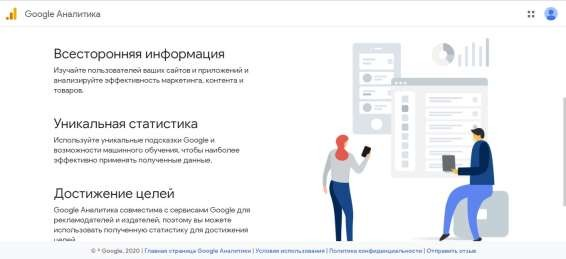 Google Аналитика
Всесторонняя информация
Изучайте пользователей ваших сайтов и приложений и
анализируйте эффективность маркетинга, контента и
товаров.
Уникальная статистика
Используйте уникальные подсказки Google и
возможности машинного обучения, чтобы наиболее
эффективно применять полученные данные.
Достижение целей
Google Аналитика совместима с сервисами Google для
рекламодателей и издателей, поэтому вы можете
использовать полученную статистику для достижения
целей
© * Google, 2020 | Главная страница Google Аналитики | Условия использования | Политика конфиденциальности | Отправить отзыв